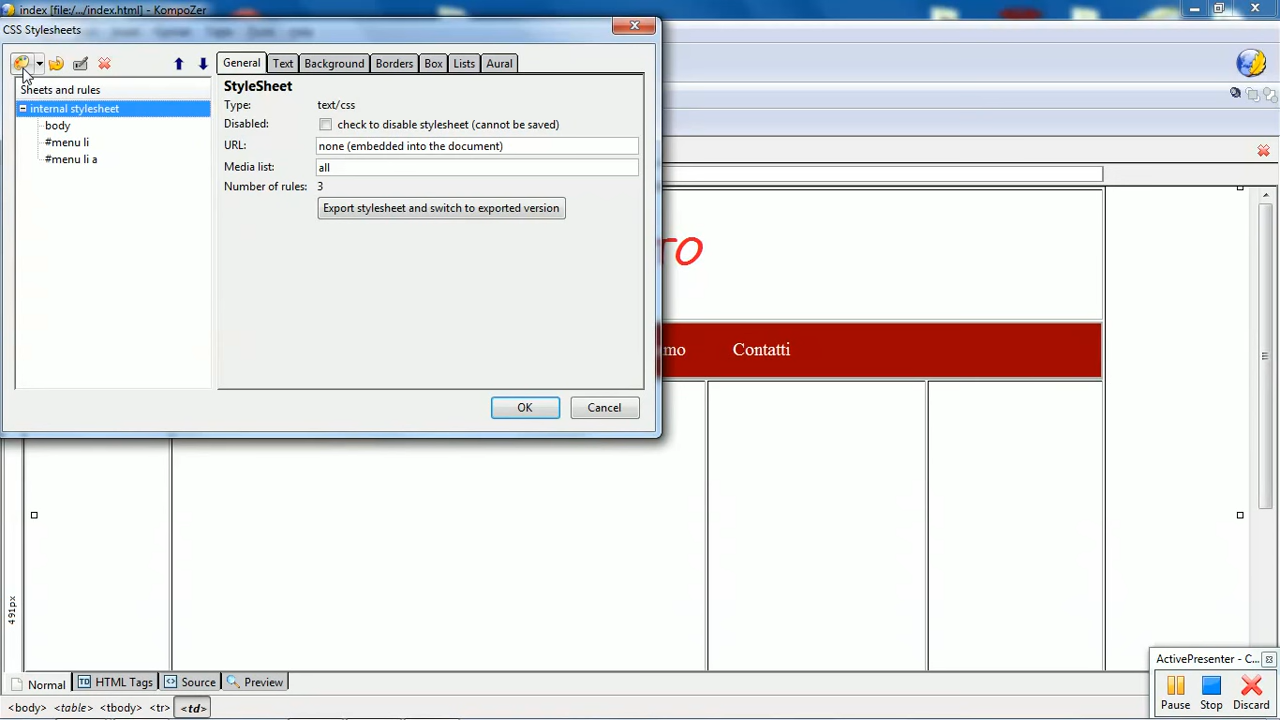 index [file:/.../index.html] - KompoZer
CSS Stylesheets
General Text Background Borders Box Lists Aural
Sheets and rules
internal stylesheet
body
#menu li
#menu li a
StyleSheet
Type: text/css
Disabled: check to disable stylesheet (cannot be saved)
URL: none (embedded into the document)
Media list: all
Number of rules: 3
Export stylesheet and switch to exported version
OK Cancel
TO
mo Contatti
491px
Normal HTML Tags Source Preview
<body> <table> <tbody> <tr> <td>
ActivePresenter - C...
Pause Stop Discard